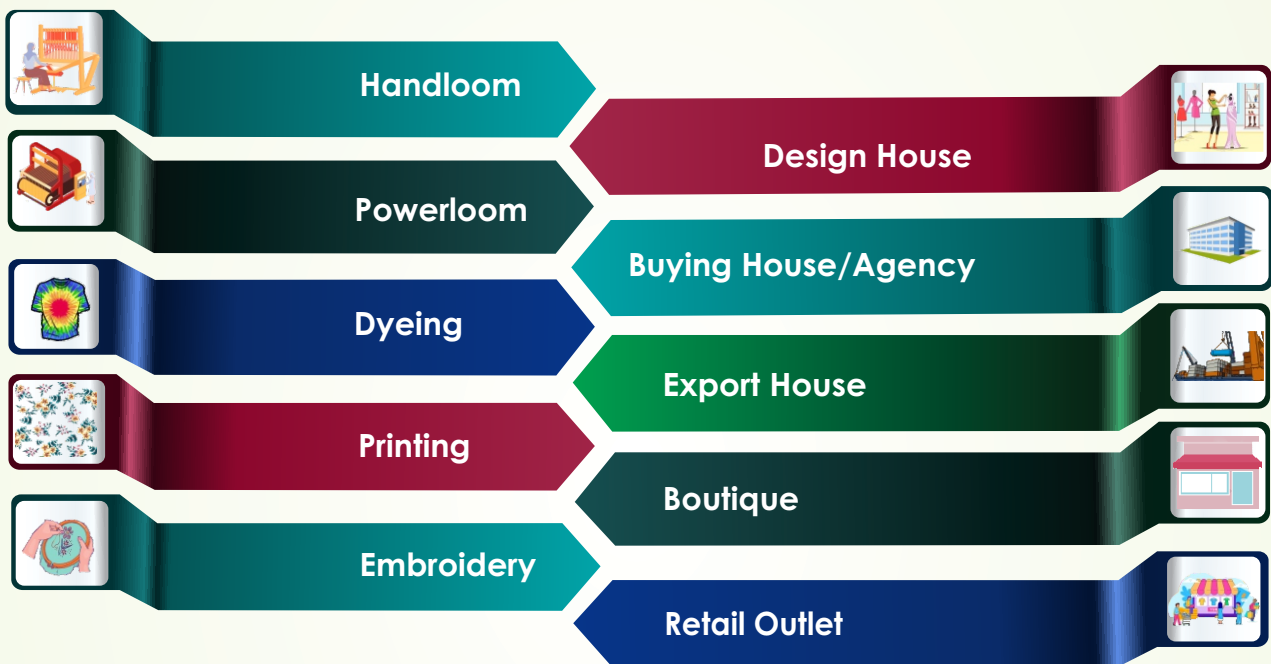 Handloom
Powerloom
Dyeing
Printing
Embroidery
Design House
Buying House/Agency
Export House
Boutique
Retail Outlet